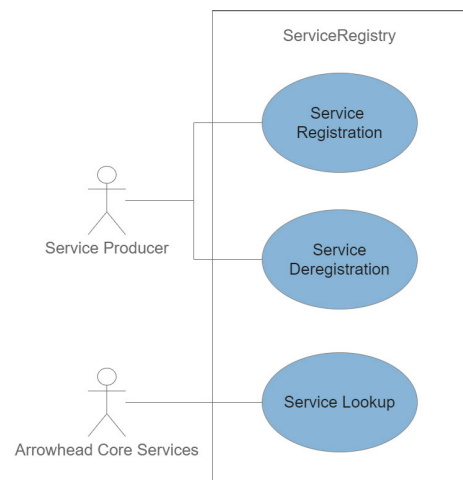 ServiceRegistry
Service
Registration
Service Producer
Service
Deregistration
Service Lookup
Arrowhead Core Services